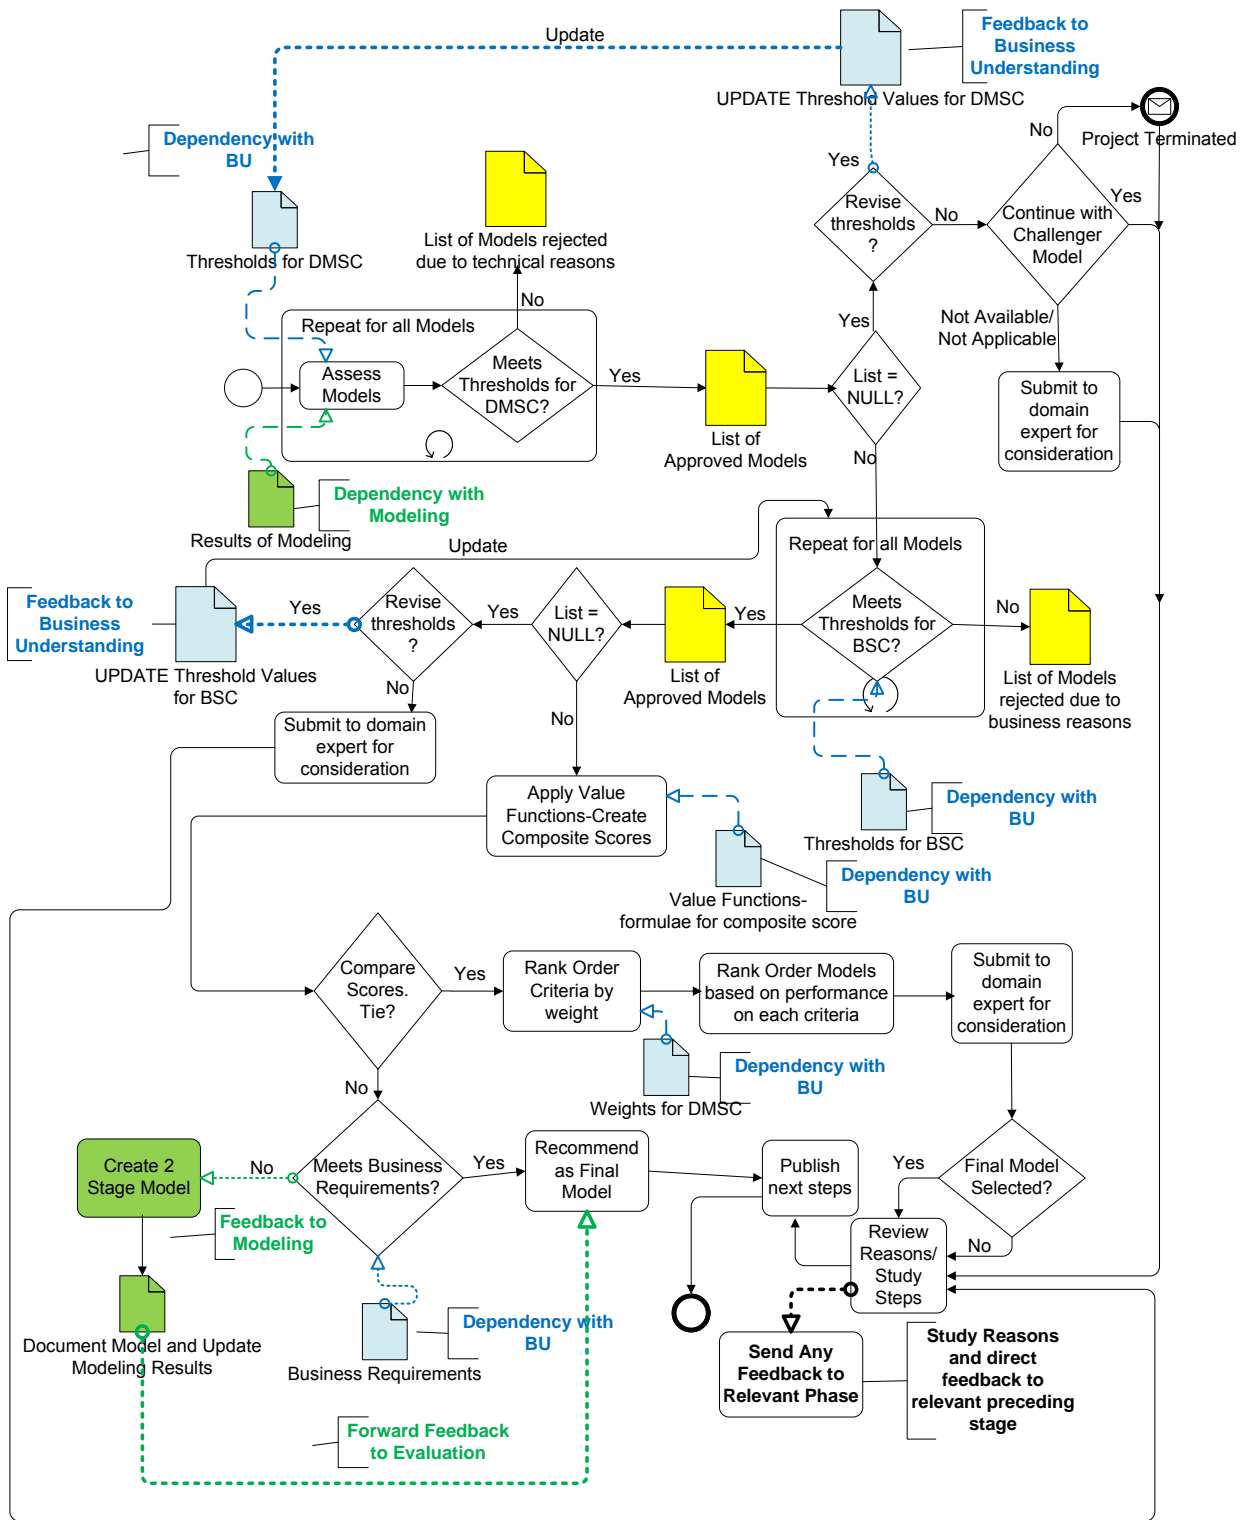 Update
Feedback to
Business
Understanding
UPDATE Threshold Values for DMSC
No
Project Terminated
Dependency with
BU
Yes
Yes
Revise
thresholds
?
No
Continue with
Challenger
Model
List of Models rejected
due to technical reasons
Thresholds for DMSC
No
Yes
Not Available/
Not Applicable
Repeat for all Models
Assess
Models
Meets
Thresholds for
DMSC?
Yes
List =
NULL?
Submit to
domain
expert for
consideration
List of
Approved Models
No
Dependency with
Modeling
Results of Modeling
Update
Repeat for all Models
Feedback to
Business
Understanding
Yes
Revise
thresholds
?
Yes
List =
NULL?
Yes
Meets
Thresholds for
BSC?
No
UPDATE Threshold Values
for BSC
No
List of
Approved Models
List of Models
rejected due to
business reasons
Submit to domain
expert for
consideration
No
Apply Value
Functions-Create
Composite Scores
Dependency with
BU
Thresholds for BSC
Dependency with
BU
Value Functions-
formulae for composite score
Compare
Scores.
Tie?
Yes
Rank Order
Criteria by
weight
Rank Order Models
based on performance
on each criteria
Submit to
domain
expert for
consideration
Dependency with
BU
No
Weights for DMSC
Create 2
Stage Model
No
Meets Business
Requirements?
Yes
Recommend
as Final
Model
Publish
next steps
Yes
Final Model
Selected?
Feedback to
Modeling
Review
Reasons/
Study
Steps
No
Document Model and Update
Modeling Results
Dependency with
BU
Business Requirements
Send Any
Feedback to
Relevant Phase
Study Reasons
and direct
feedback to
relevant preceding
stage
Forward Feedback
to Evaluation